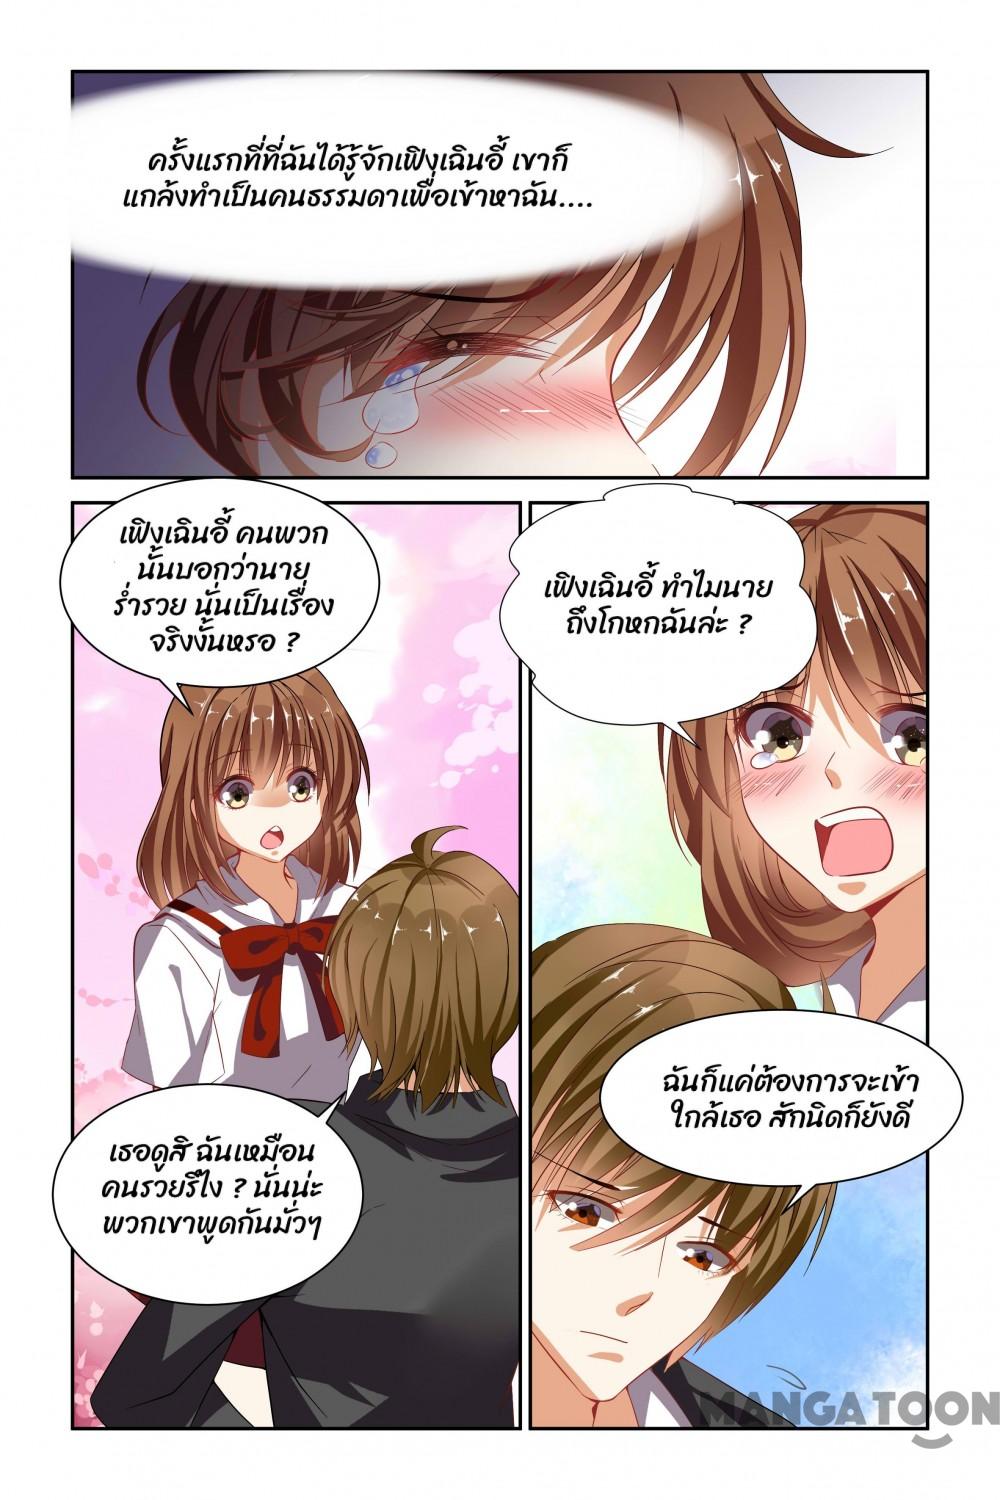 ครั้งแรกที่ที่ฉันได้รู้จักเฟิงเฉินอี้ เขาก็
แกล้งทำเป็นคนธรรมดาเพื่อเข้าหาฉัน....
เฟิงเฉินอี้ คนพวก
นั้นบอกว่านาย
ร่ำรวย นั่นเป็นเรื่อง
จริงงั้นหรอ ?
เฟิงเฉินอี้ ทำไมนาย
ถึงโกหกฉันล่ะ ?
เธอดูสิ ฉันเหมือน
คนรวยรึไง ? นั่นน่ะ
พวกเขาพูดกันมั่วๆ
ฉันก็แค่ต้องการจะเข้า
ใกล้เธอ สักนิดก็ยังดี
MANGATOON